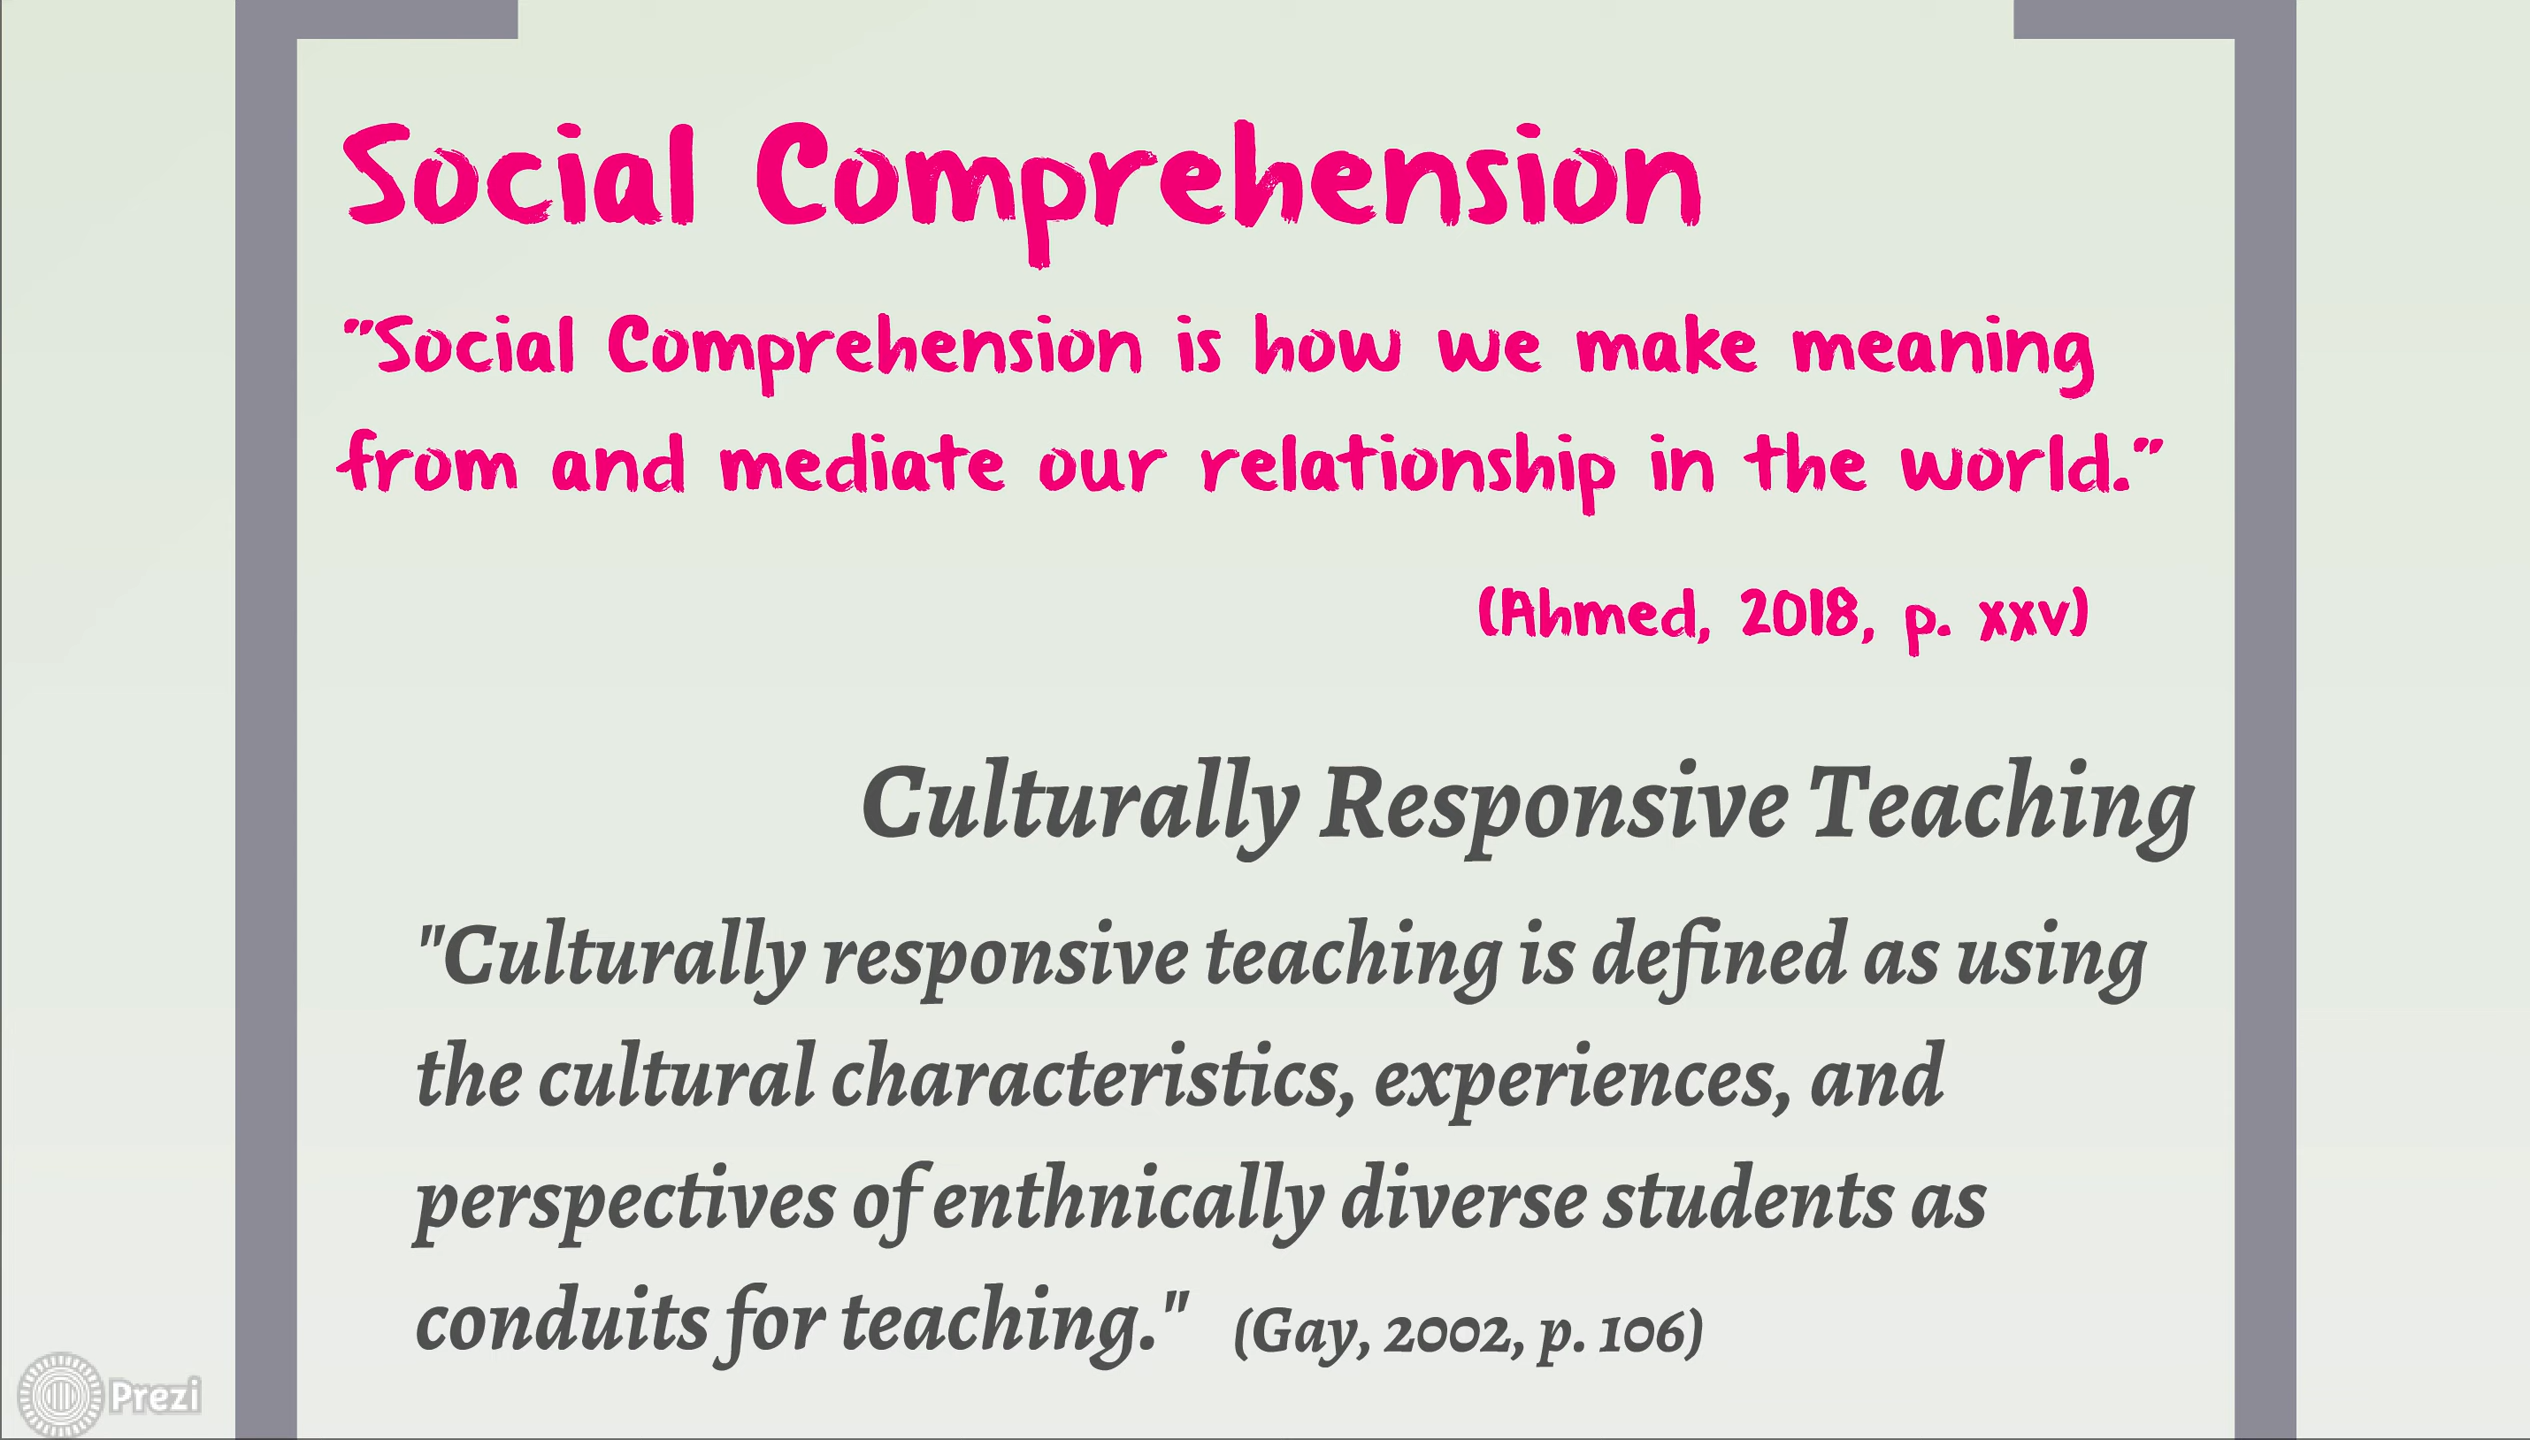 Social Comprehension
"Social Comprehension is how we make meaning
from and mediate our relationship in the world."
(Ahmed, 2018, p. xxv)
Culturally Responsive Teaching
"Culturally responsive teaching is defined as using
the cultural characteristics, experiences, and
perspectives of enthnically diverse students as
conduits for teaching." (Gay, 2002, p. 106)
Prezi